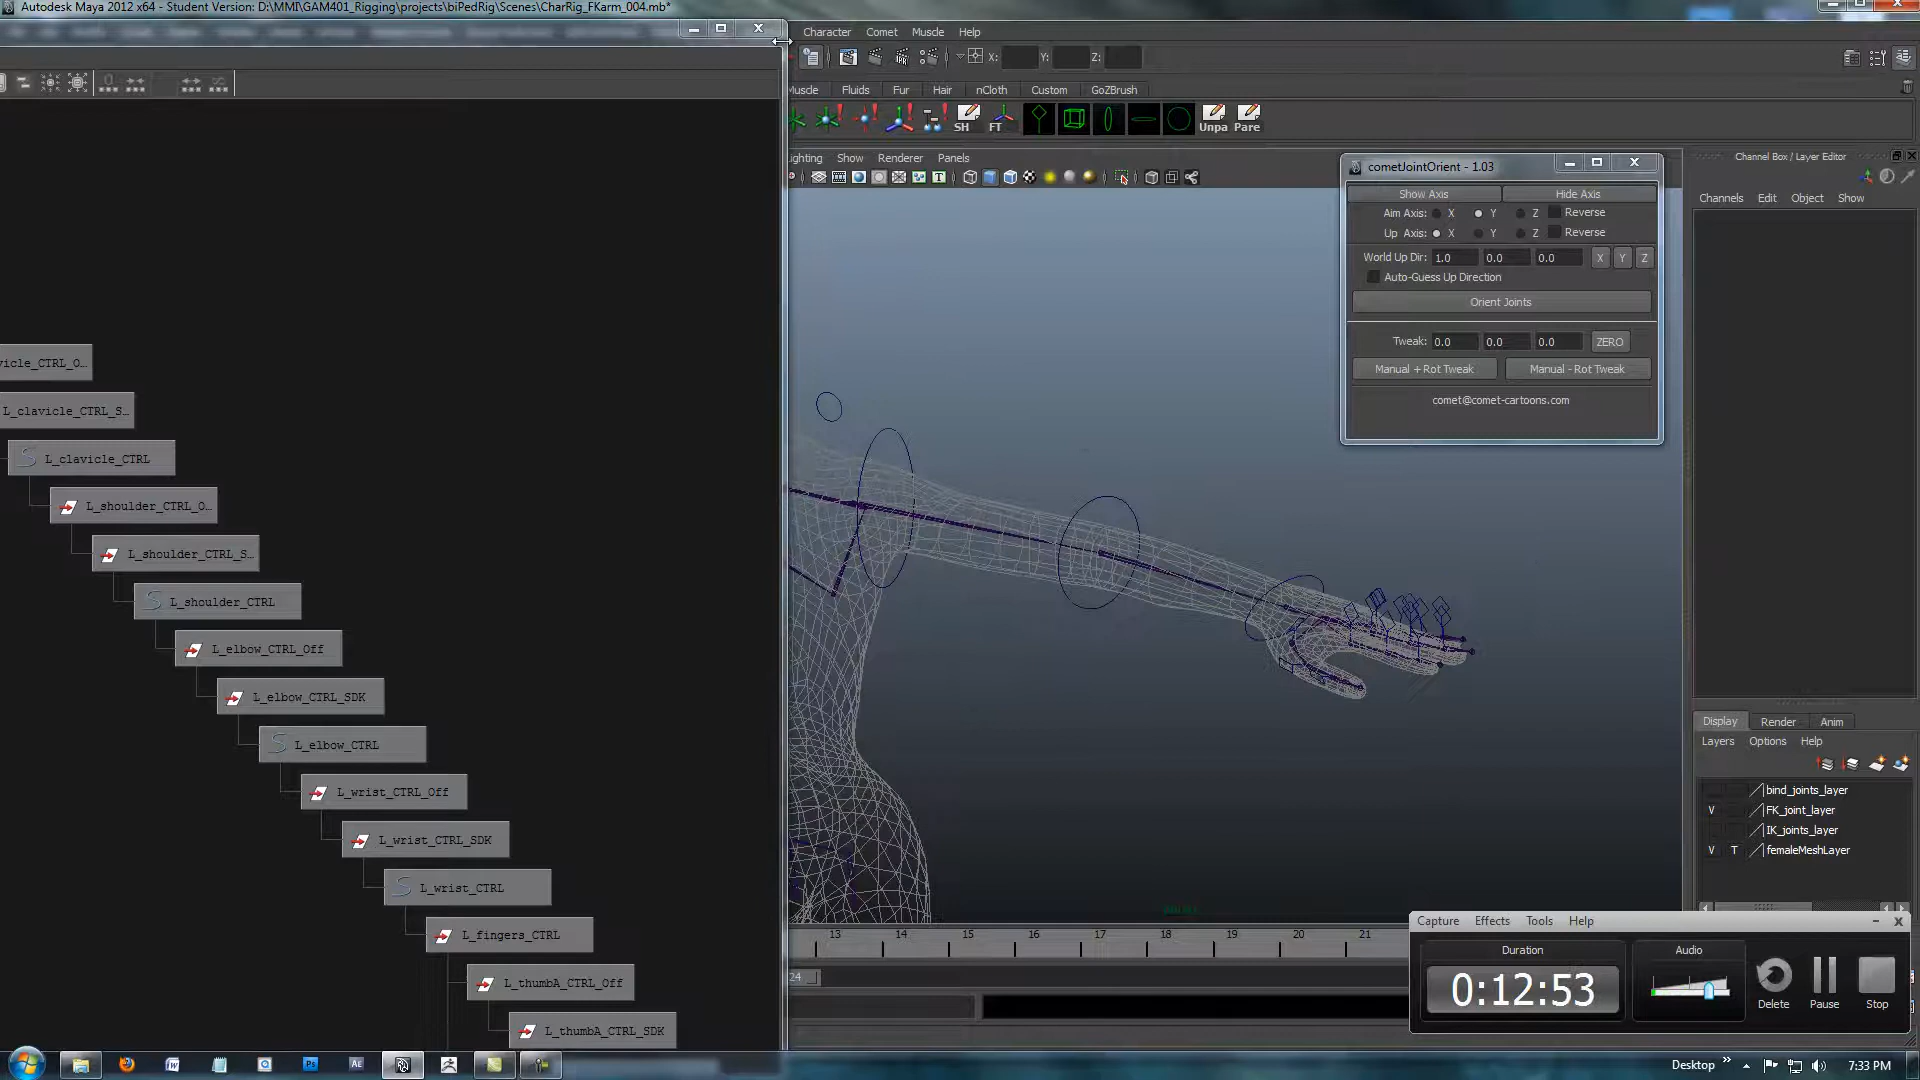 Autodesk Maya 2012 x64 - Student Version: D:\MMI\GAM401_Rigging\projects\biPedRig\Scenes\CharRig_FKarm_004.mb*
Character Comet Muscle Help
X: Y: Z:
Muscle Fluids Fur Hair nCloth Custom GoZBrush
SH FT Unpa Pare
ighting Show Renderer Panels
cometJointOrient - 1.03
Show Axis Hide Axis
Aim Axis: X Y Z Reverse
Up Axis: X Y Z Reverse
World Up Dir: 1.0 0.0 0.0 X Y Z
Auto-Guess Up Direction
Orient Joints
Tweak: 0.0 0.0 0.0 ZERO
Manual + Rot Tweak Manual - Rot Tweak
comet@comet-cartoons.com
Channel Box / Layer Editor
Channels Edit Object Show
vicle_CTRL_O...
L_clavicle_CTRL_S...
L_clavicle_CTRL
L_shoulder_CTRL_O...
L_shoulder_CTRL_S...
L_shoulder_CTRL
L_elbow_CTRL_Off
L_elbow_CTRL_SDK
L_elbow_CTRL
L_wrist_CTRL_Off
L_wrist_CTRL_SDK
L_wrist_CTRL
L_fingers_CTRL
L_thumbA_CTRL_Off
L_thumbA_CTRL_SDK
Display Render Anim
Layers Options Help
bind_joints_layer
V FK_joint_layer
IK_joints_layer
V T femaleMeshLayer
13 14 15 16 17 18 19 20 21
24
Capture Effects Tools Help
Duration Audio
0:12:53
Delete Pause Stop
Desktop 7:33 PM